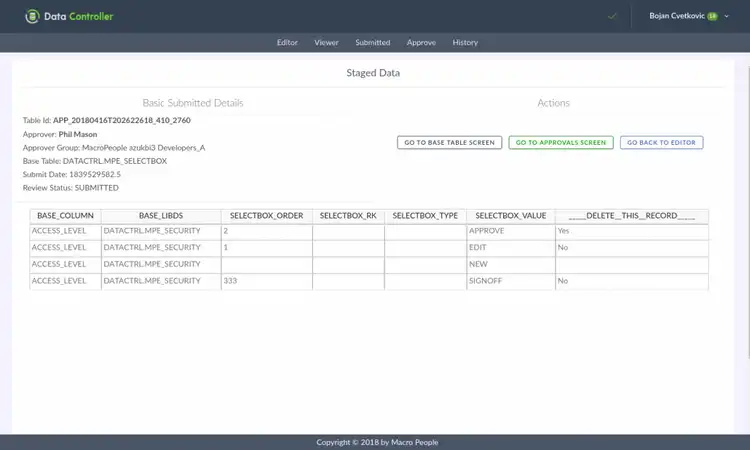 Data Controller
Bojan Cvetkovic
Editor Viewer Submitted Approve History
Staged Data
Basic Submitted Details
Actions
Table Id: APP_20180416T202622618_410_2760
Approver: Phil Mason
Approver Group: MacroPeople azukbi3 Developers_A
Base Table: DATACTRL.MPE_SELECTBOX
Submit Date: 1839529582.5
Review Status: SUBMITTED
GO TO BASE TABLE SCREEN GO TO APPROVALS SCREEN GO BACK TO EDITOR
BASE_COLUMN BASE_LIBDS SELECTBOX_ORDER SELECTBOX_RK SELECTBOX_TYPE SELECTBOX_VALUE _____DELETE__THIS__RECORD_____
ACCESS_LEVEL DATACTRL.MPE_SECURITY 2 APPROVE Yes
ACCESS_LEVEL DATACTRL.MPE_SECURITY 1 EDIT No
ACCESS_LEVEL DATACTRL.MPE_SECURITY NEW
ACCESS_LEVEL DATACTRL.MPE_SECURITY 333 SIGNOFF No
Copyright © 2018 by Macro People